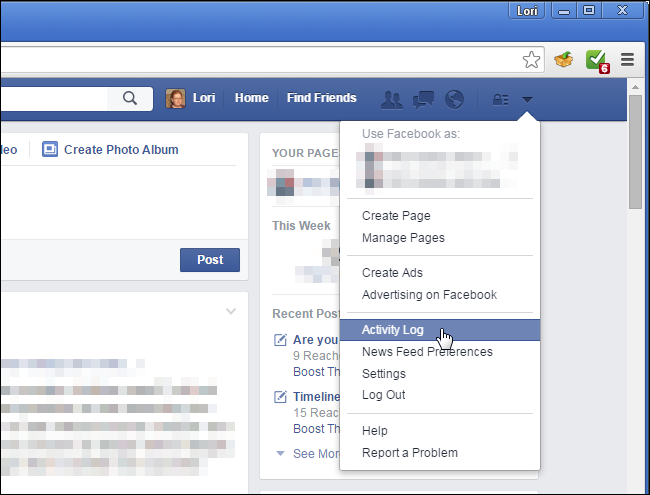 Lori
6
Lori Home Find Friends
deo Create Photo Album
Post
YOUR PAGE
This Week
Recent Post
Are you
9 Reache
Boost Th
Timeline
15 Reach
Boost Th
See More
Use Facebook as:
Create Page
Manage Pages
Create Ads
Advertising on Facebook
Activity Log
News Feed Preferences
Settings
Log Out
Help
Report a Problem